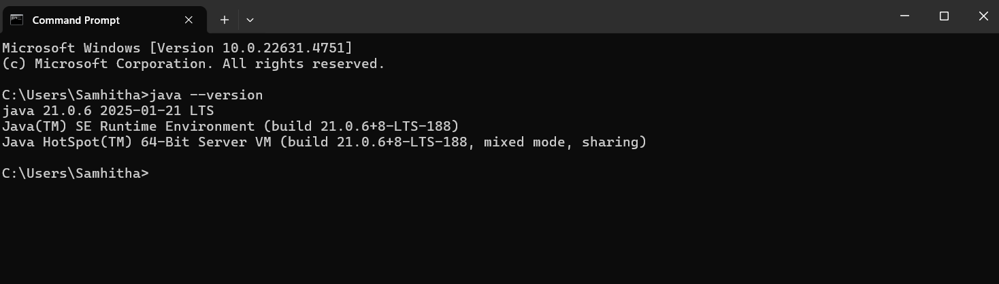 Command Prompt
Microsoft Windows [Version 10.0.22631.4751]
(c) Microsoft Corporation. All rights reserved.
C:\Users\Samhitha>java --version
java 21.0.6 2025-01-21 LTS
Java(TM) SE Runtime Environment (build 21.0.6+8-LTS-188)
Java HotSpot(TM) 64-Bit Server VM (build 21.0.6+8-LTS-188, mixed mode, sharing)
C:\Users\Samhitha>